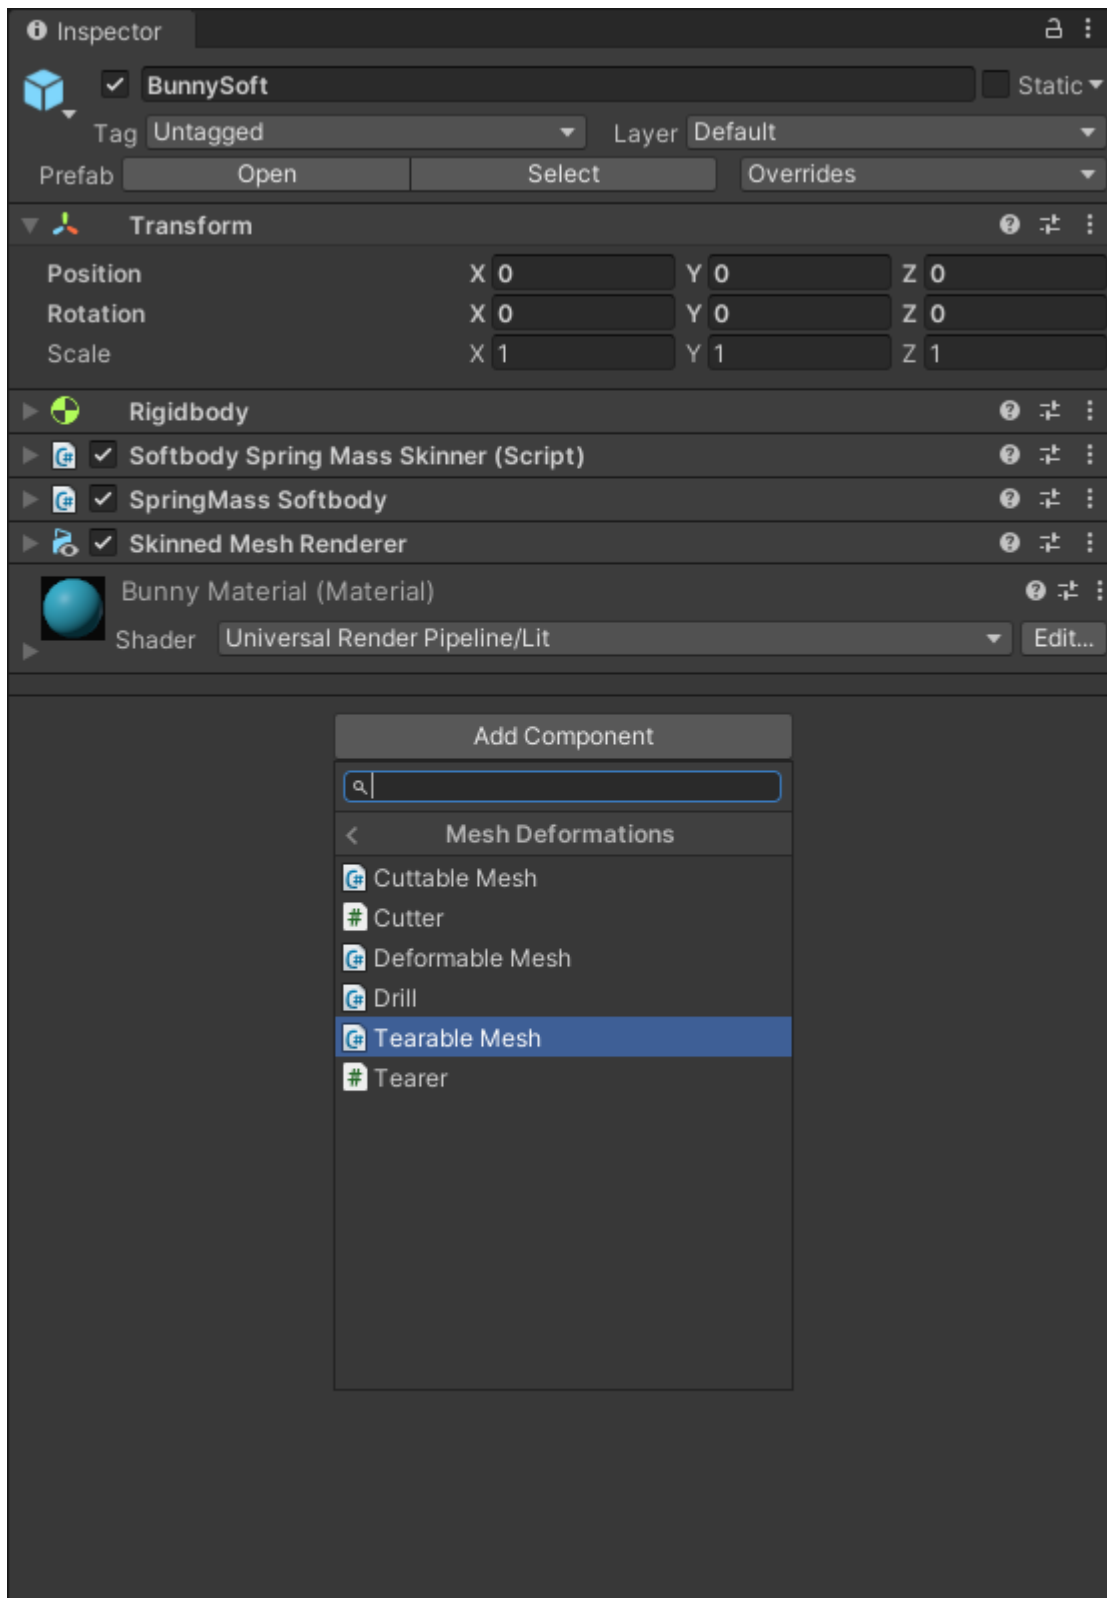 Inspector
BunnySoft Static
Tag Untagged Layer Default
Prefab Open Select Overrides
Transform
Position X 0 Y 0 Z 0
Rotation X 0 Y 0 Z 0
Scale X 1 Y 1 Z 1
Rigidbody
Softbody Spring Mass Skinner (Script)
SpringMass Softbody
Skinned Mesh Renderer
Bunny Material (Material)
Shader Universal Render Pipeline/Lit Edit...
Add Component
Mesh Deformations
Cuttable Mesh
Cutter
Deformable Mesh
Drill
Tearable Mesh
Tearer